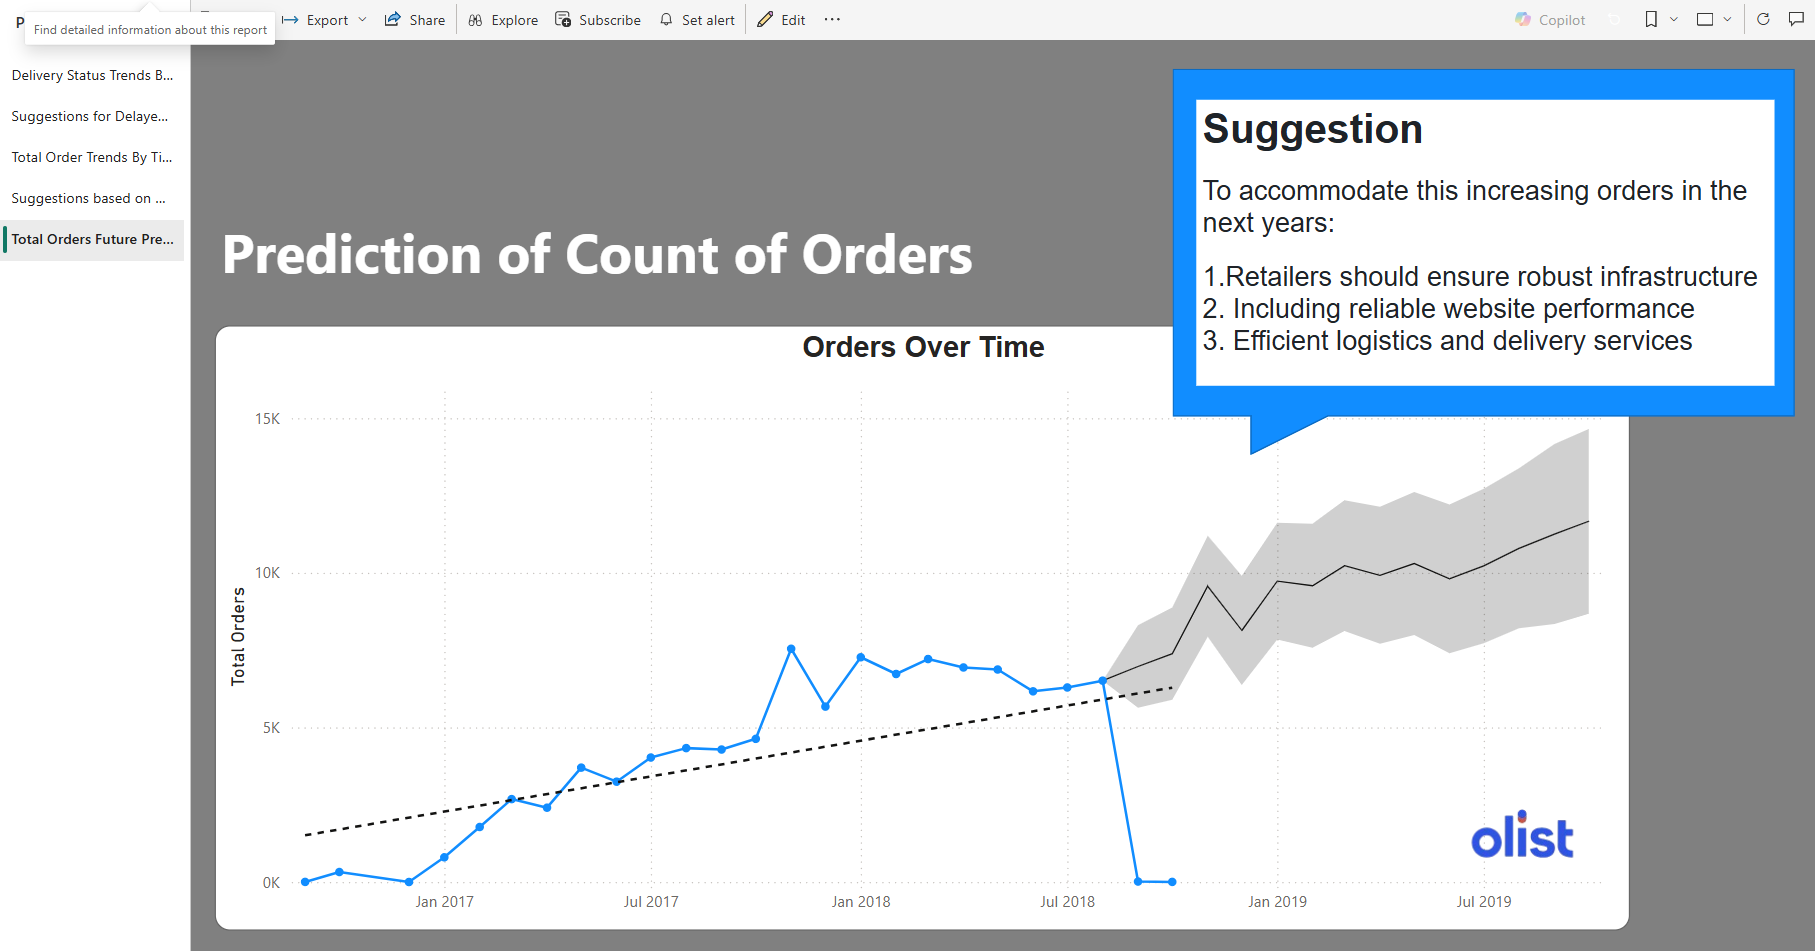 Export
Share
Explore
Subscribe
Set alert
Edit
Copilot
Find detailed information about this report
Delivery Status Trends B...
Suggestions for Delaye...
Total Order Trends By Ti...
Suggestions based on ...
Total Orders Future Pre...
Prediction of Count of Orders
Suggestion
To accommodate this increasing orders in the
next years:
1.Retailers should ensure robust infrastructure
2. Including reliable website performance
3. Efficient logistics and delivery services
Orders Over Time
Total Orders
15K
10K
5K
0K
Jan 2017
Jul 2017
Jan 2018
Jul 2018
Jan 2019
Jul 2019
olist